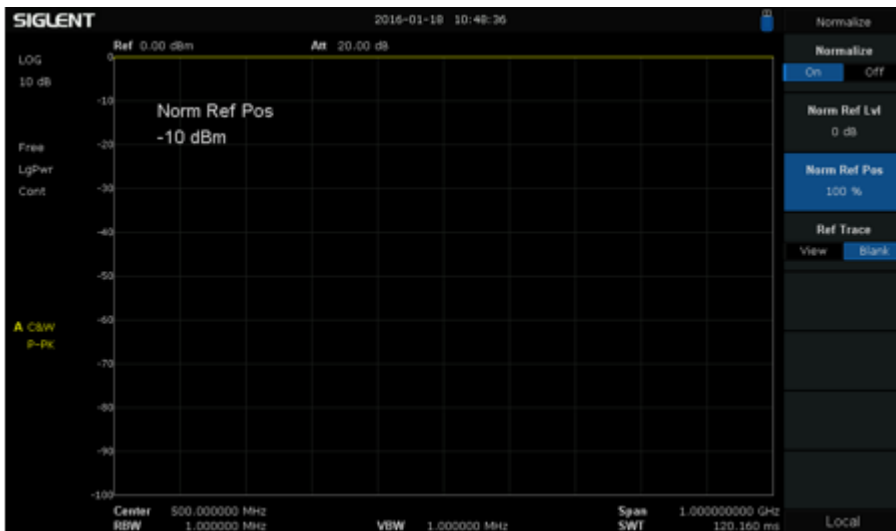 SIGLENT 2016-01-18 10:48:36 Normalize
Ref 0.00 dBm Att 20.00 dB
LOG
10 dB
Free
LgPwr
Cont
A C&W
P-PK
0
-10
-20
-30
-40
-50
-60
-70
-80
-90
-100
Norm Ref Pos
-10 dBm
Center 500.000000 MHz Span 1.000000000 GHz
RBW 1.000000 MHz VBW 1.000000 MHz SWT 120.160 ms
Normalize
On Off
Norm Ref Lvl
0 dB
Norm Ref Pos
100 %
Ref Trace
View Blank
Local